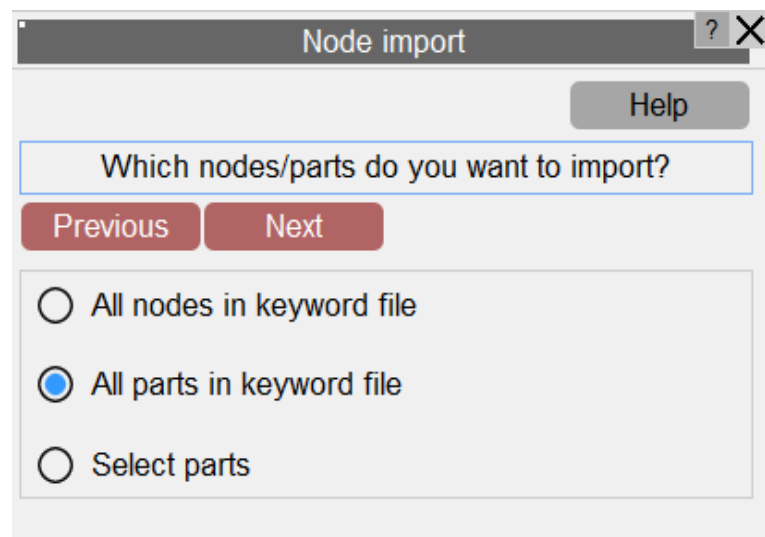 Node import
?
Help
Which nodes/parts do you want to import?
Previous Next
All nodes in keyword file
All parts in keyword file
Select parts